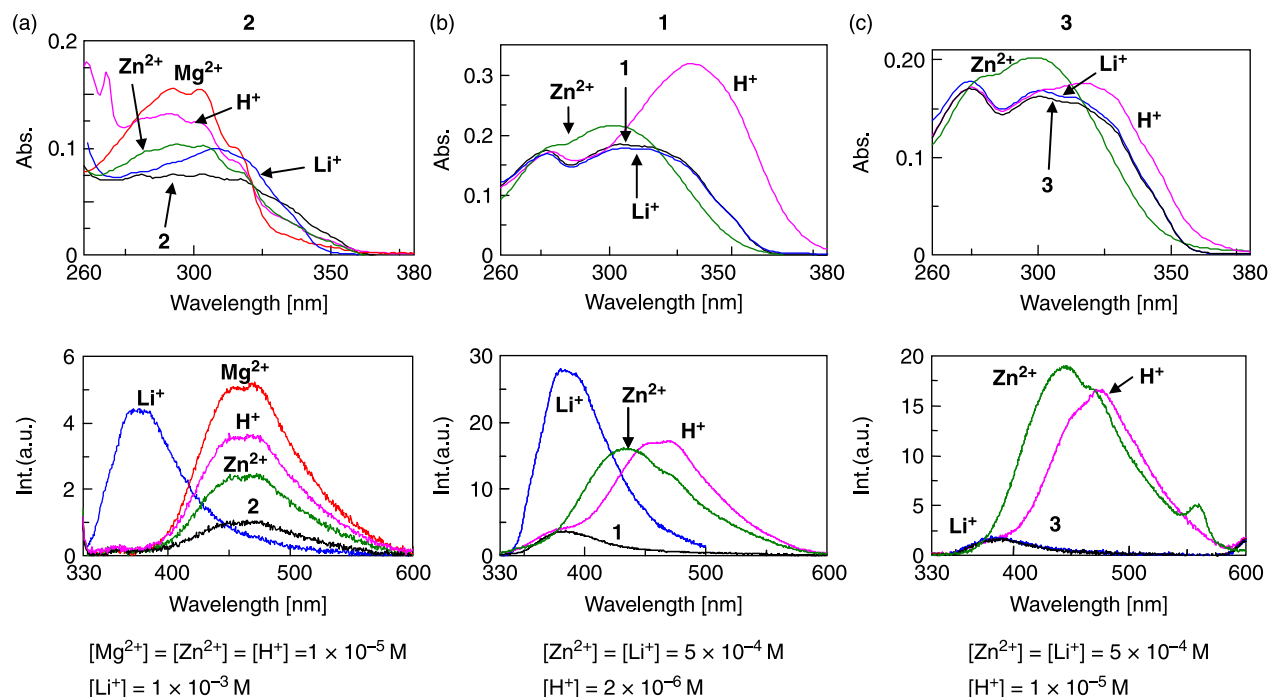 (a) 2 (b) 1 (c) 3
0.2
0.1
0
Abs.
Zn²⁺
Mg²⁺
H⁺
Li⁺
2
260 300 350 380
Wavelength [nm]
0.3
0.2
0.1
0
Abs.
Zn²⁺
1
H⁺
Li⁺
260 300 350 380
Wavelength [nm]
0.20
0.10
0
Abs.
Zn²⁺
Li⁺
H⁺
3
260 300 350 380
Wavelength [nm]
6
4
2
0
Int.(a.u.)
Li⁺
Mg²⁺
H⁺
Zn²⁺
2
330 400 500 600
Wavelength [nm]
30
20
10
0
Int.(a.u.)
Li⁺
Zn²⁺
H⁺
1
330 400 500 600
Wavelength [nm]
20
15
10
5
0
Int.(a.u.)
Zn²⁺
H⁺
Li⁺
3
330 400 500 600
Wavelength [nm]
[Mg²⁺] = [Zn²⁺] = [H⁺] =1 × 10⁻⁵ M
[Li⁺] = 1 × 10⁻³ M
[Zn²⁺] = [Li⁺] = 5 × 10⁻⁴ M
[H⁺] = 2 × 10⁻⁶ M
[Zn²⁺] = [Li⁺] = 5 × 10⁻⁴ M
[H⁺] = 1 × 10⁻⁵ M